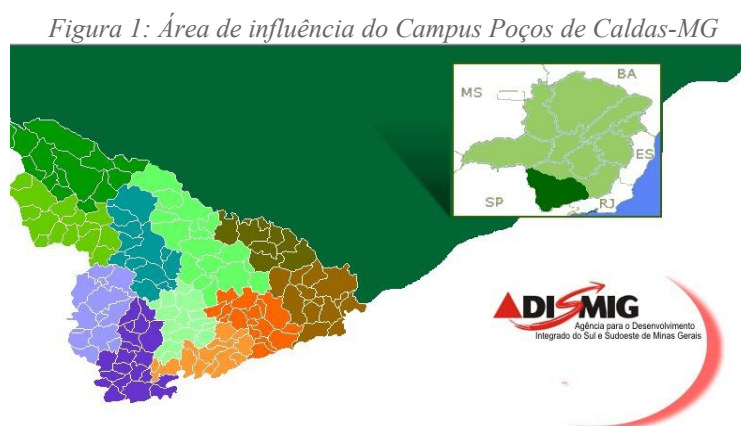 Figura 1: Área de influência do Campus Poços de Caldas-MG
BA
MS
ES
SP
RJ
ADISMIG
Agência para o Desenvolvimento
Integrado do Sul e Sudoeste de Minas Gerais